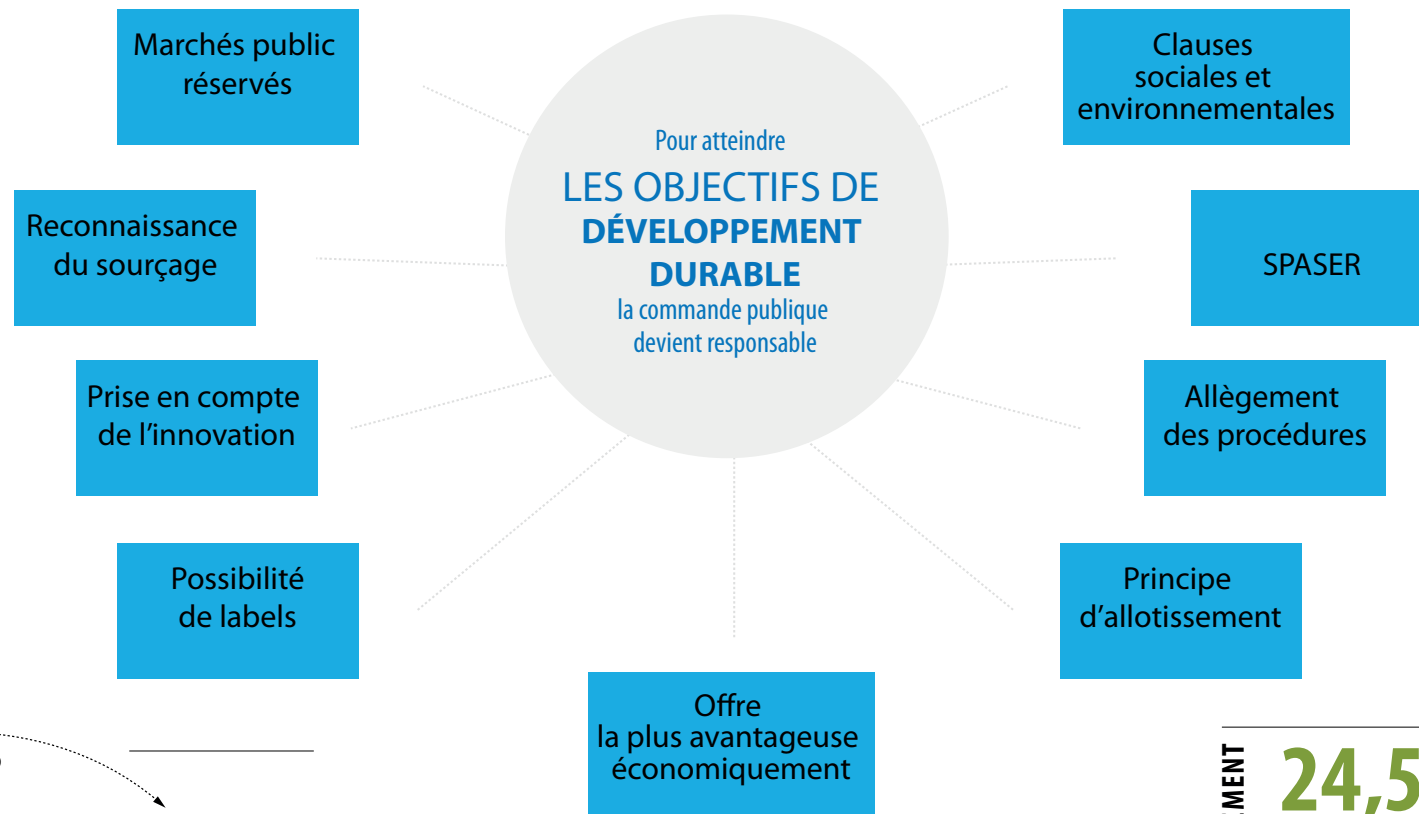 Marchés public
réservés
Clauses
sociales et
environnementales
Pour atteindre
LES OBJECTIFS DE
DÉVELOPPEMENT
DURABLE
la commande publique
devient responsable
Reconnaissance
du sourçage
SPASER
Prise en compte
de l’innovation
Allègement
des procédures
Possibilité
de labels
Principe
d’allotissement
Offre
la plus avantageuse
économiquement
MENT
24,5